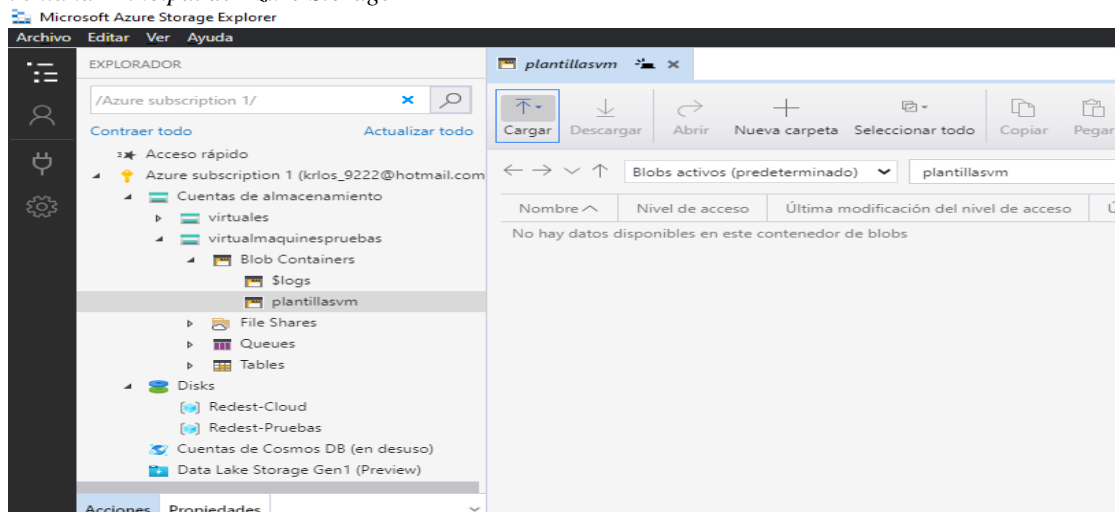 Microsoft Azure Storage Explorer
Archivo Editar Ver Ayuda
EXPLORADOR
/Azure subscription 1/
Contraer todo Actualizar todo
Acceso rápido
Azure subscription 1 (krlos_9222@hotmail.com
Cuentas de almacenamiento
virtuales
virtualmaquinespruebas
Blob Containers
$logs
plantillasvm
File Shares
Queues
Tables
Disks
Redest-Cloud
Redest-Pruebas
Cuentas de Cosmos DB (en desuso)
Data Lake Storage Gen1 (Preview)
Acciones Propiedades
plantillasvm
Cargar Descargar Abrir Nueva carpeta Seleccionar todo Copiar Pegar
Blobs activos (predeterminado) plantillasvm
Nombre Nivel de acceso Última modificación del nivel de acceso
No hay datos disponibles en este contenedor de blobs